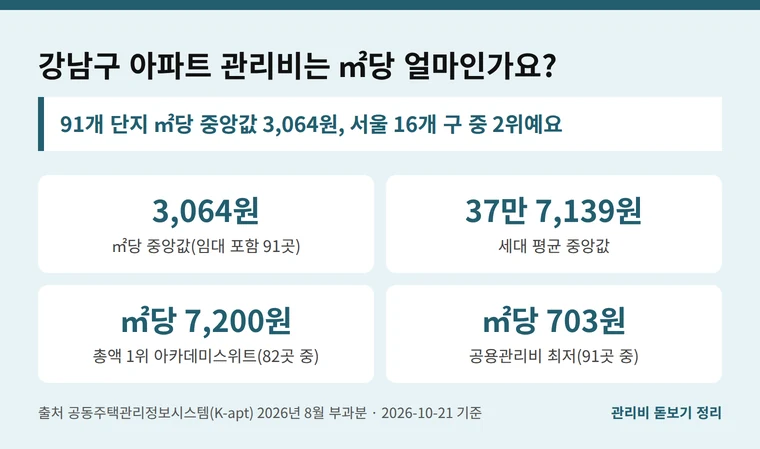 강남구 아파트 관리비는 ㎡당 얼마인가요?
91개 단지 ㎡당 중앙값 3,064원, 서울 16개 구 중 2위예요
3,064원
㎡당 중앙값(임대 포함 91곳)
37만 7,139원
세대 평균 중앙값
㎡당 7,200원
총액 1위 아카데미스위트(82곳 중)
㎡당 703원
공용관리비 최저(91곳 중)
출처 공동주택관리정보시스템(K-apt) 2026년 8월 부과분 · 2026-10-21 기준
관리비 돋보기 정리